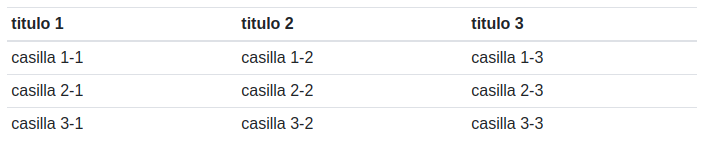 titulo 1 titulo 2 titulo 3
casilla 1-1 casilla 1-2 casilla 1-3
casilla 2-1 casilla 2-2 casilla 2-3
casilla 3-1 casilla 3-2 casilla 3-3